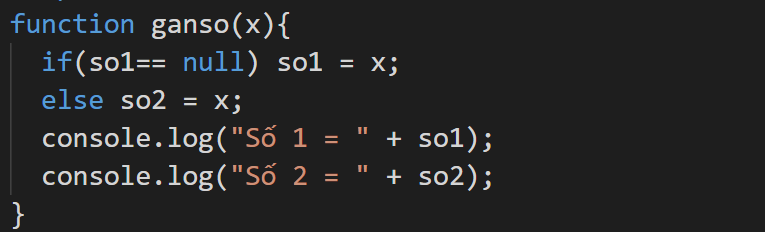 function ganso(x){
  if(so1== null) so1 = x;
  else so2 = x;
  console.log("Số 1 = " + so1);
  console.log("Số 2 = " + so2);
}